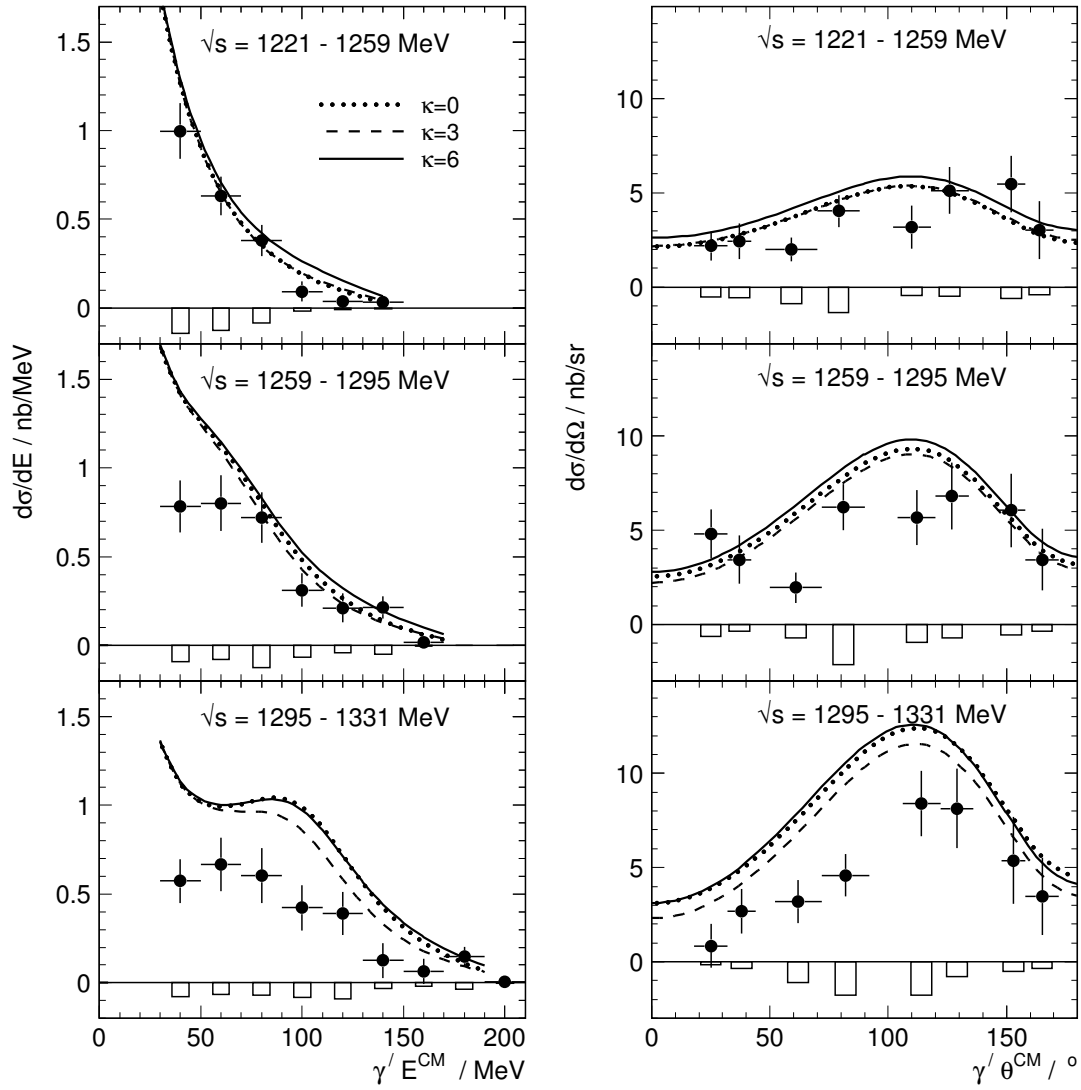 √s = 1221 - 1259 MeV
κ=0
κ=3
κ=6
1.5
1
0.5
0
√s = 1259 - 1295 MeV
1.5
1
0.5
0
√s = 1295 - 1331 MeV
1.5
1
0.5
0
0 50 100 150 200
dσ/dE / nb/MeV
γ′ E^CM / MeV
√s = 1221 - 1259 MeV
10
5
0
√s = 1259 - 1295 MeV
10
5
0
√s = 1295 - 1331 MeV
10
5
0
0 50 100 150
dσ/dΩ / nb/sr
γ′ θ^CM / °